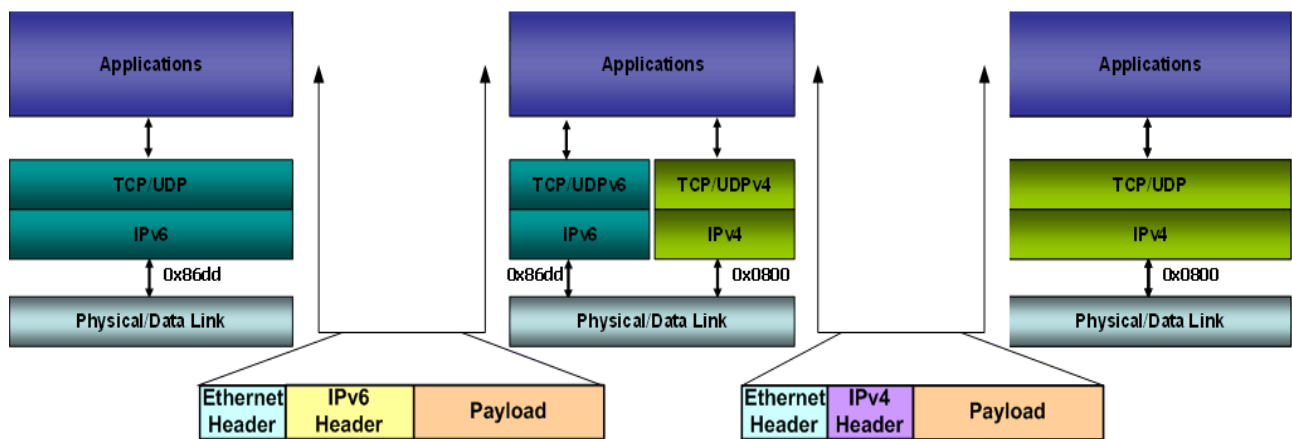 Applications
Applications
Applications
TCP/UDP
TCP/UDPv6
TCP/UDPv4
TCP/UDP
IPv6
IPv6
IPv4
IPv4
0x86dd
0x86dd
0x0800
0x0800
Physical/Data Link
Physical/Data Link
Physical/Data Link
Ethernet
Header
IPv6
Header
Payload
Ethernet
Header
IPv4
Header
Payload